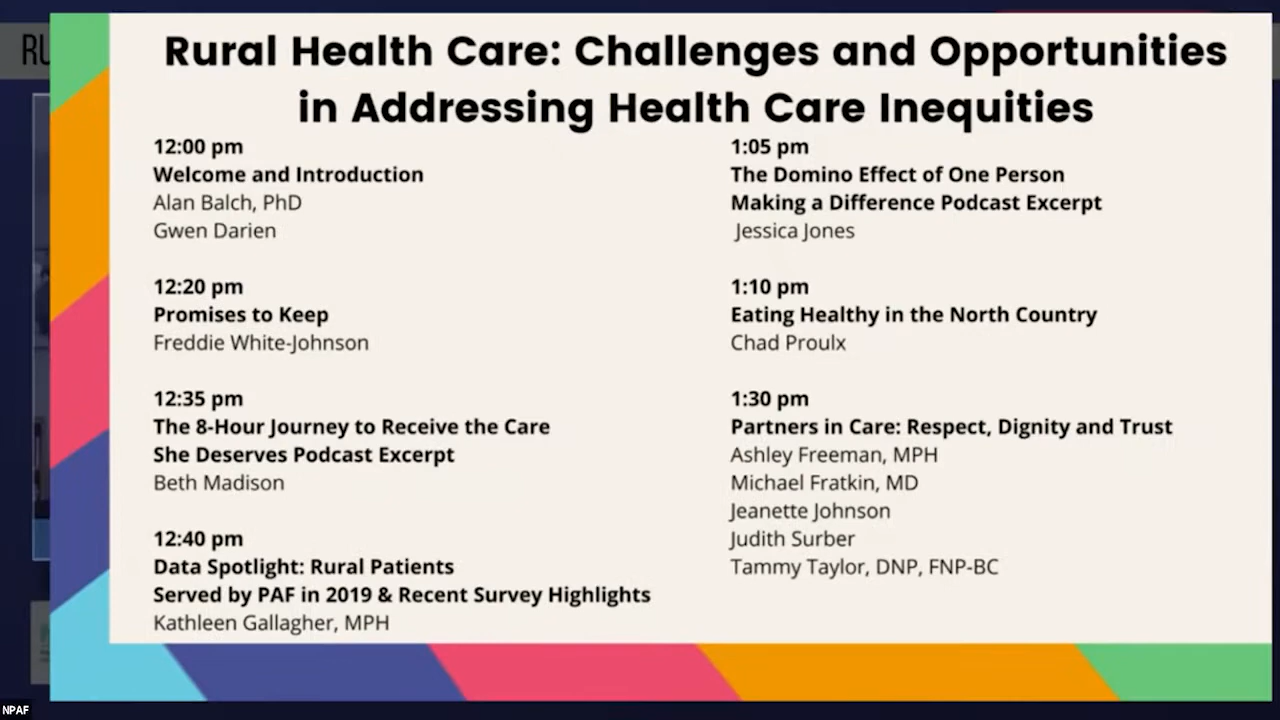 RU
Rural Health Care: Challenges and Opportunities
in Addressing Health Care Inequities
12:00 pm
Welcome and Introduction
Alan Balch, PhD
Gwen Darien
12:20 pm
Promises to Keep
Freddie White-Johnson
12:35 pm
The 8-Hour Journey to Receive the Care
She Deserves Podcast Excerpt
Beth Madison
12:40 pm
Data Spotlight: Rural Patients
Served by PAF in 2019 & Recent Survey Highlights
Kathleen Gallagher, MPH
1:05 pm
The Domino Effect of One Person
Making a Difference Podcast Excerpt
Jessica Jones
1:10 pm
Eating Healthy in the North Country
Chad Proulx
1:30 pm
Partners in Care: Respect, Dignity and Trust
Ashley Freeman, MPH
Michael Fratkin, MD
Jeanette Johnson
Judith Surber
Tammy Taylor, DNP, FNP-BC
NPAF